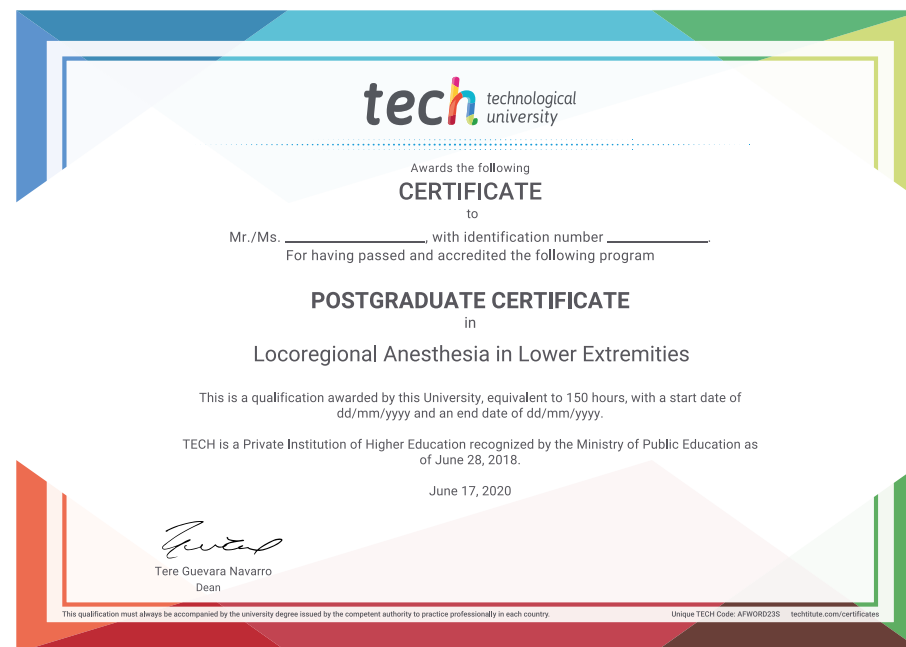 tech technological
university
Awards the following
CERTIFICATE
to
Mr./Ms. ____________________, with identification number ______________.
For having passed and accredited the following program
POSTGRADUATE CERTIFICATE
in
Locoregional Anesthesia in Lower Extremities
This is a qualification awarded by this University, equivalent to 150 hours, with a start date of
dd/mm/yyyy and an end date of dd/mm/yyyy.
TECH is a Private Institution of Higher Education recognized by the Ministry of Public Education as
of June 28, 2018.
June 17, 2020
Tere Guevara Navarro
Dean
This qualification must always be accompanied by the university degree issued by the competent authority to practice professionally in each country. Unique TECH Code: AFWORD23S techtitute.com/certificates